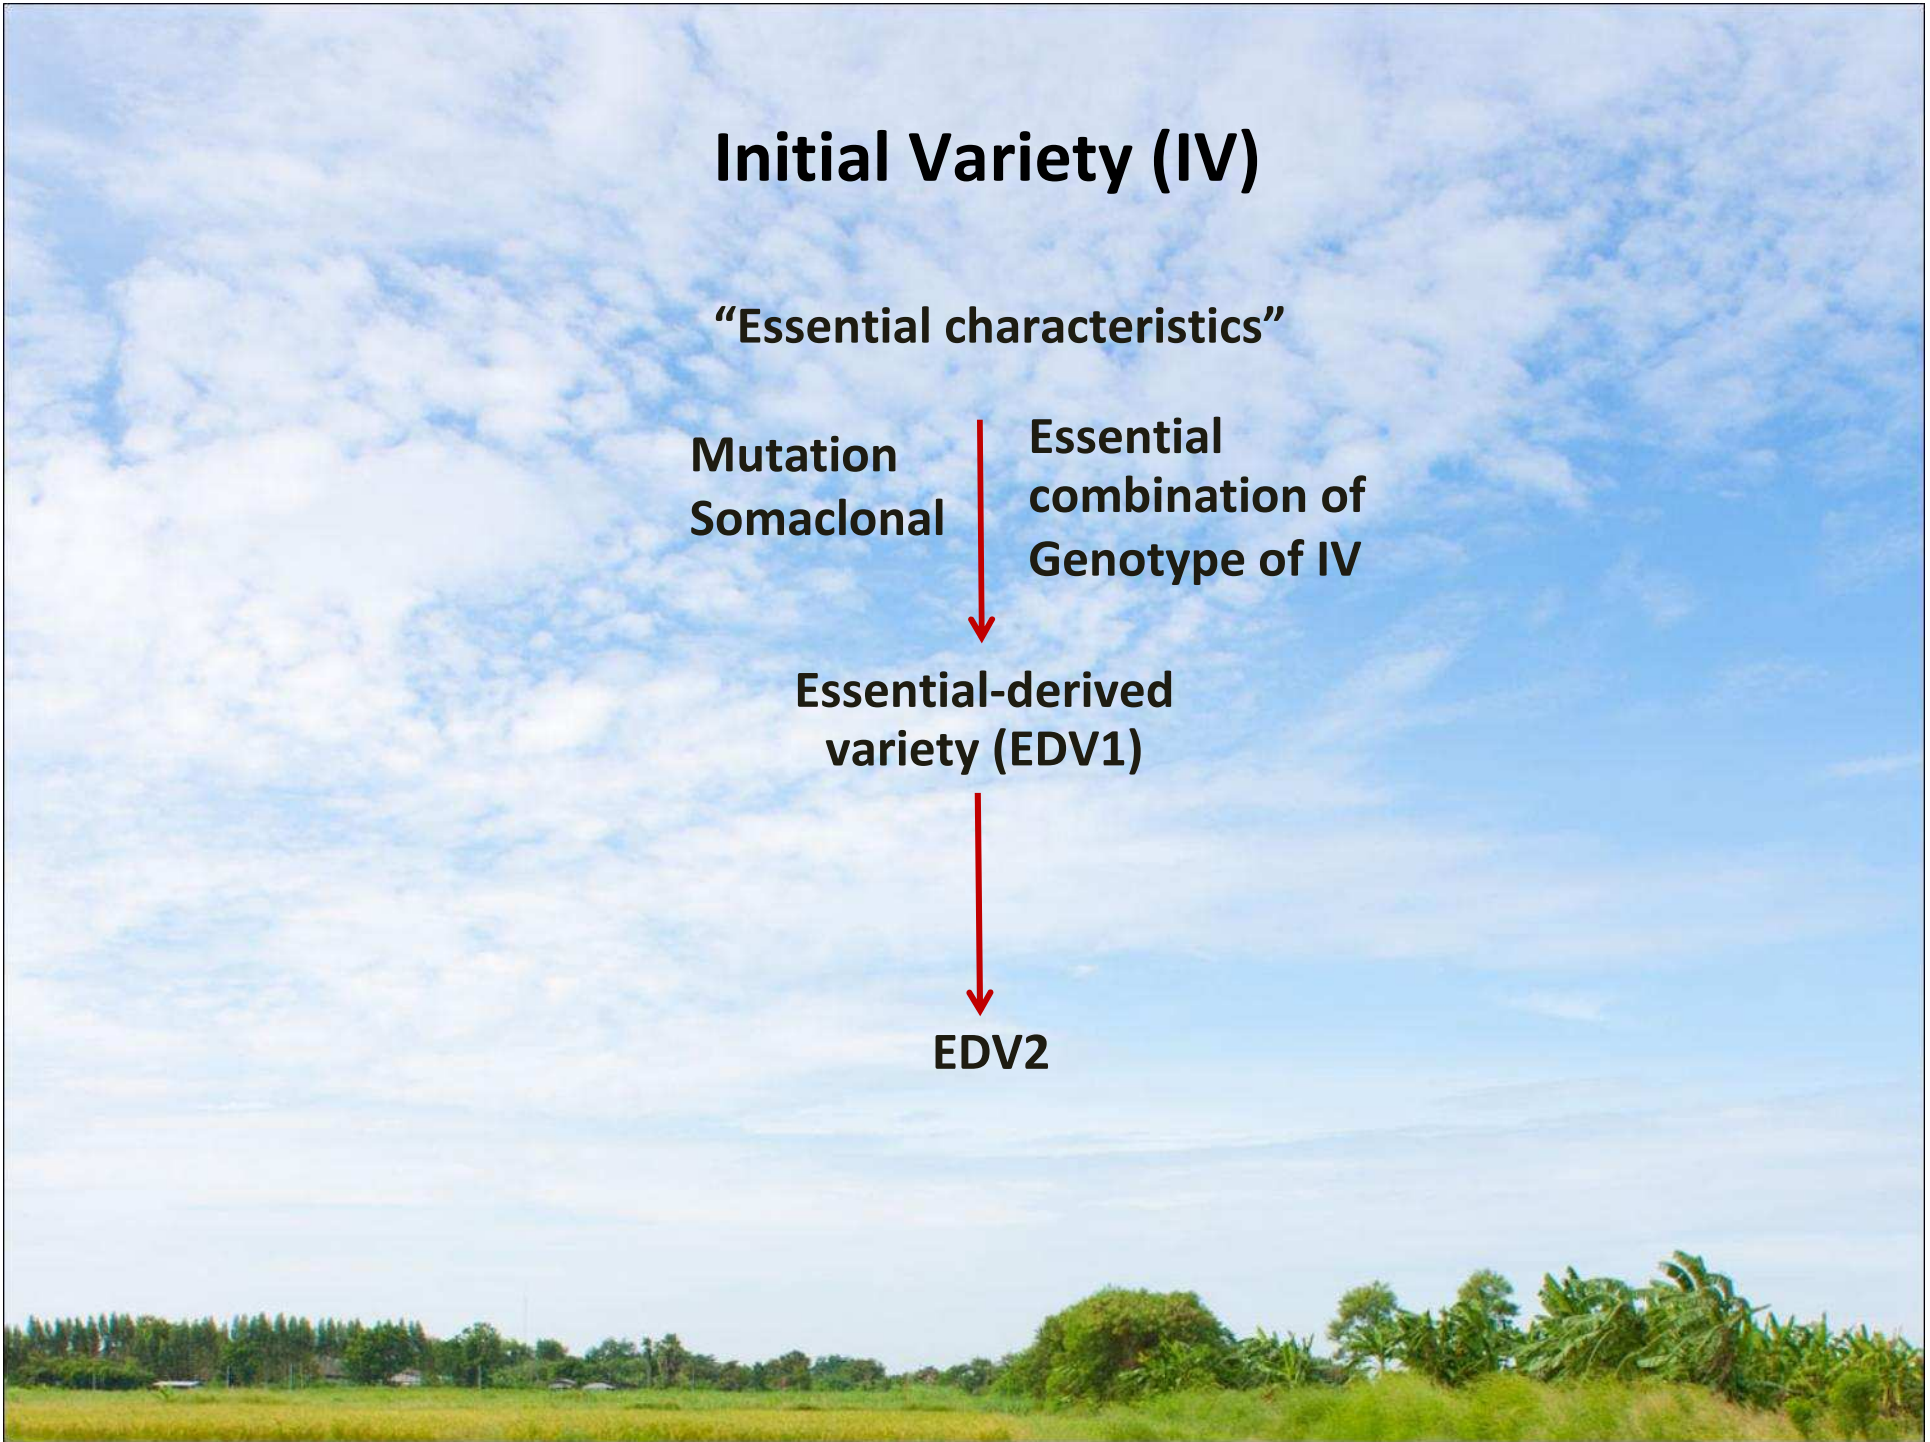 Initial Variety (IV)
“Essential characteristics”
Mutation
Somaclonal
Essential
combination of
Genotype of IV
Essential-derived
variety (EDV1)
EDV2